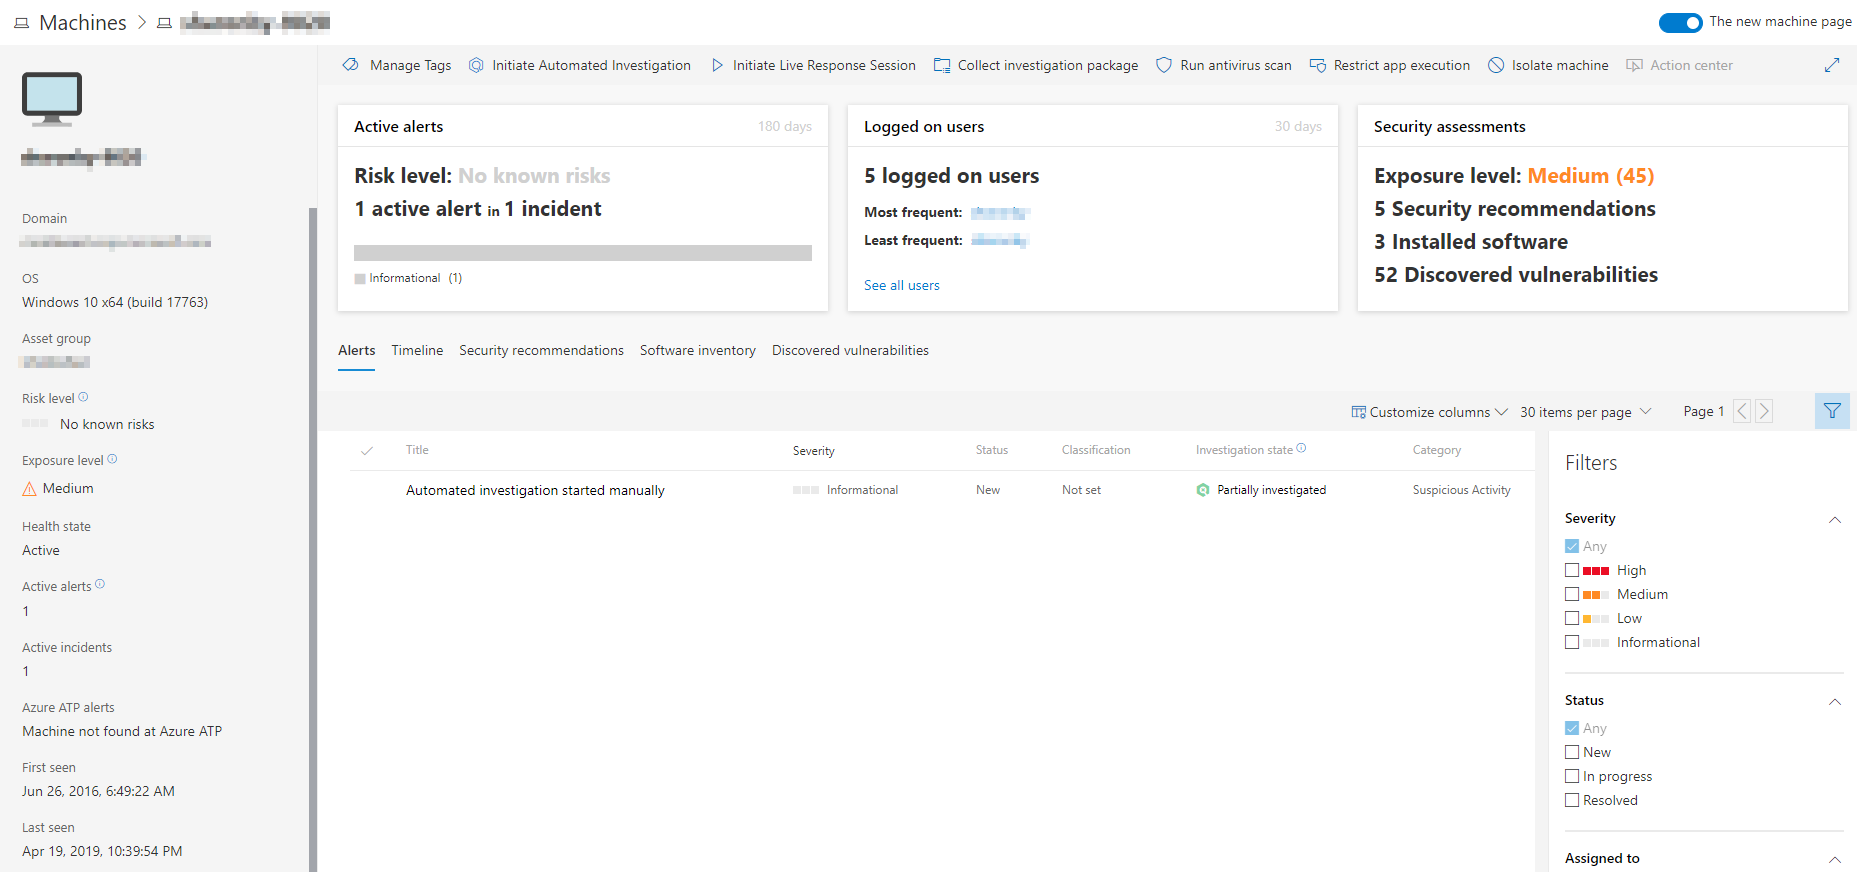 Machines
The new machine page
Manage Tags Initiate Automated Investigation Initiate Live Response Session Collect investigation package Run antivirus scan Restrict app execution Isolate machine Action center
Domain
OS
Windows 10 x64 (build 17763)
Asset group
Risk level
No known risks
Exposure level
Medium
Health state
Active
Active alerts
1
Active incidents
1
Azure ATP alerts
Machine not found at Azure ATP
First seen
Jun 26, 2016, 6:49:22 AM
Last seen
Apr 19, 2019, 10:39:54 PM
Active alerts 180 days
Risk level: No known risks
1 active alert in 1 incident
Informational (1)
Logged on users 30 days
5 logged on users
Most frequent:
Least frequent:
See all users
Security assessments
Exposure level: Medium (45)
5 Security recommendations
3 Installed software
52 Discovered vulnerabilities
Alerts Timeline Security recommendations Software inventory Discovered vulnerabilities
Customize columns 30 items per page Page 1
Title Severity Status Classification Investigation state Category
Automated investigation started manually Informational New Not set Partially investigated Suspicious Activity
Filters
Severity
Any
High
Medium
Low
Informational
Status
Any
New
In progress
Resolved
Assigned to